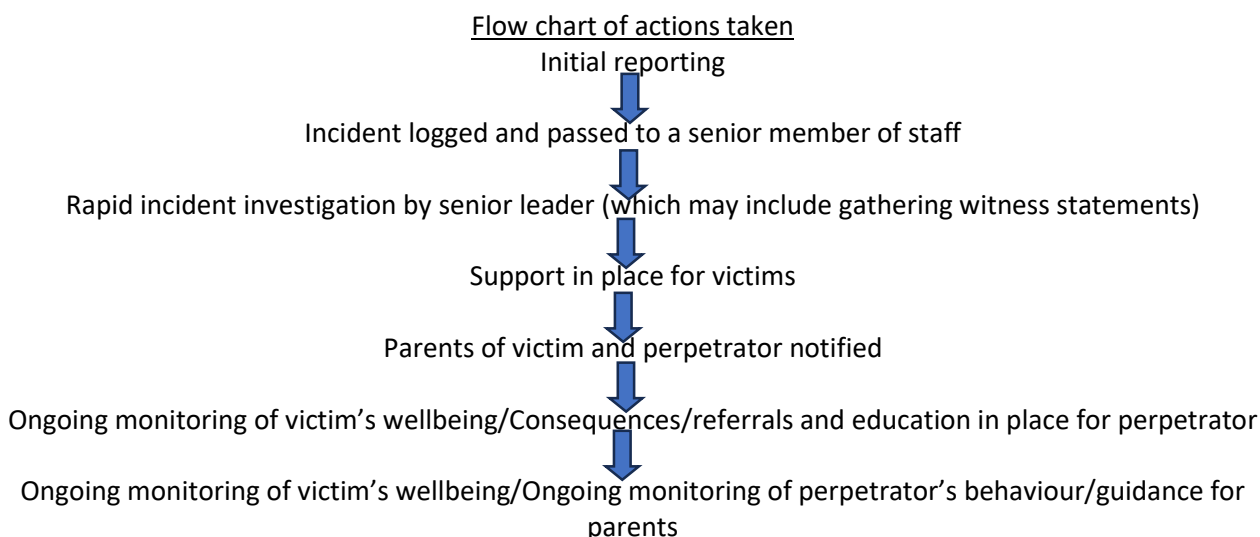 Flow chart of actions taken
Initial reporting
Incident logged and passed to a senior member of staff
Rapid incident investigation by senior leader (which may include gathering witness statements)
Support in place for victims
Parents of victim and perpetrator notified
Ongoing monitoring of victim’s wellbeing/Consequences/referrals and education in place for perpetrator
Ongoing monitoring of victim’s wellbeing/Ongoing monitoring of perpetrator’s behaviour/guidance for
parents